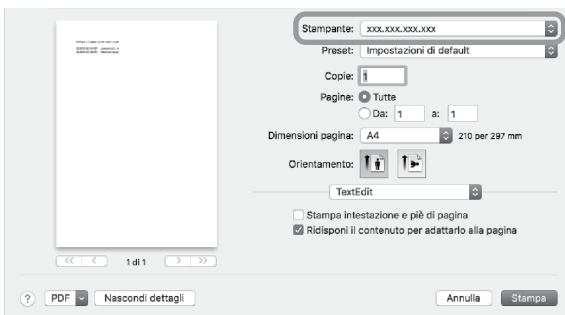 Stampante: xxx.xxx.xxx.xxx
Preset: Impostazioni di default
Copie: 1
Pagine: Tutte
Da: 1 a: 1
Dimensioni pagina: A4 210 per 297 mm
Orientamento:
TextEdit
Stampa intestazione e piè di pagina
Ridisponi il contenuto per adattarlo alla pagina
<< < 1 di 1 > >>
? PDF Nascondi dettagli Annulla Stampa